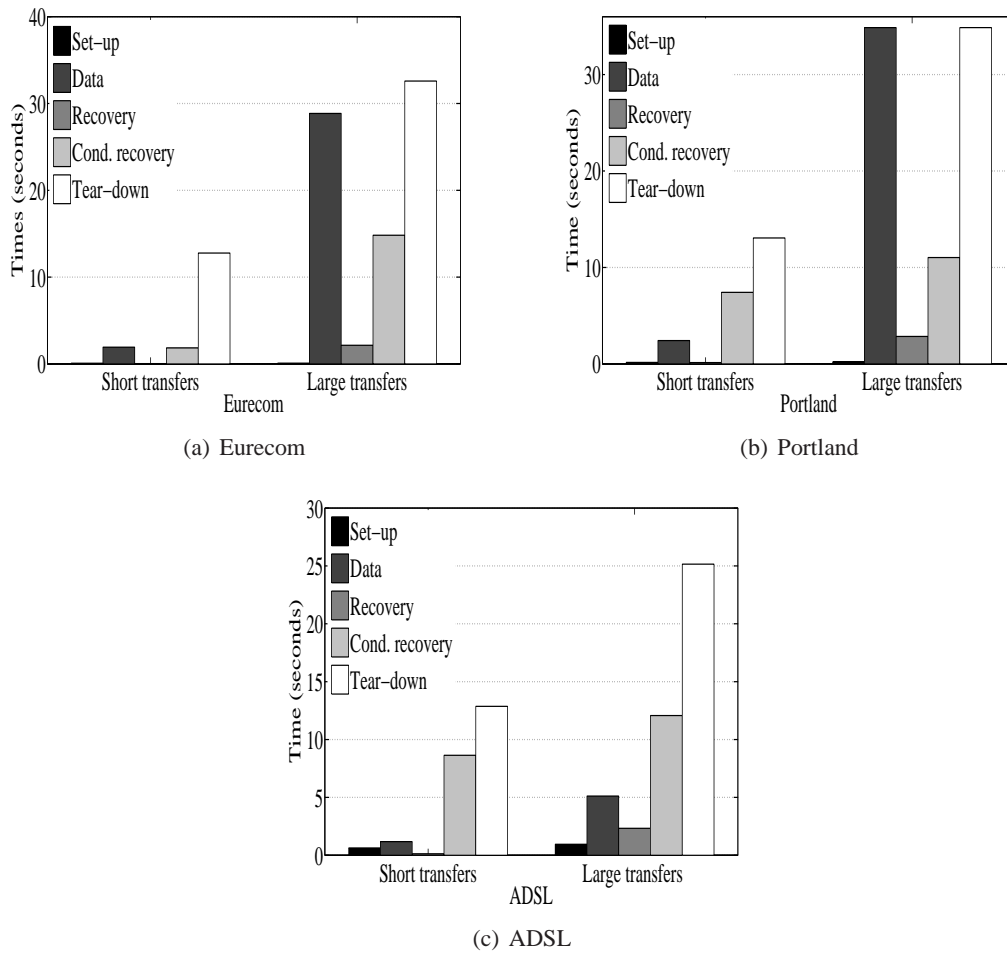 40
30
20
10
0
Times (seconds)
Set-up
Data
Recovery
Cond. recovery
Tear-down
Short transfers
Large transfers
Eurecom
(a) Eurecom
30
20
10
0
Time (seconds)
Set-up
Data
Recovery
Cond. recovery
Tear-down
Short transfers
Large transfers
Portland
(b) Portland
30
25
20
15
10
5
0
Time (seconds)
Set-up
Data
Recovery
Cond. recovery
Tear-down
Short transfers
Large transfers
ADSL
(c) ADSL